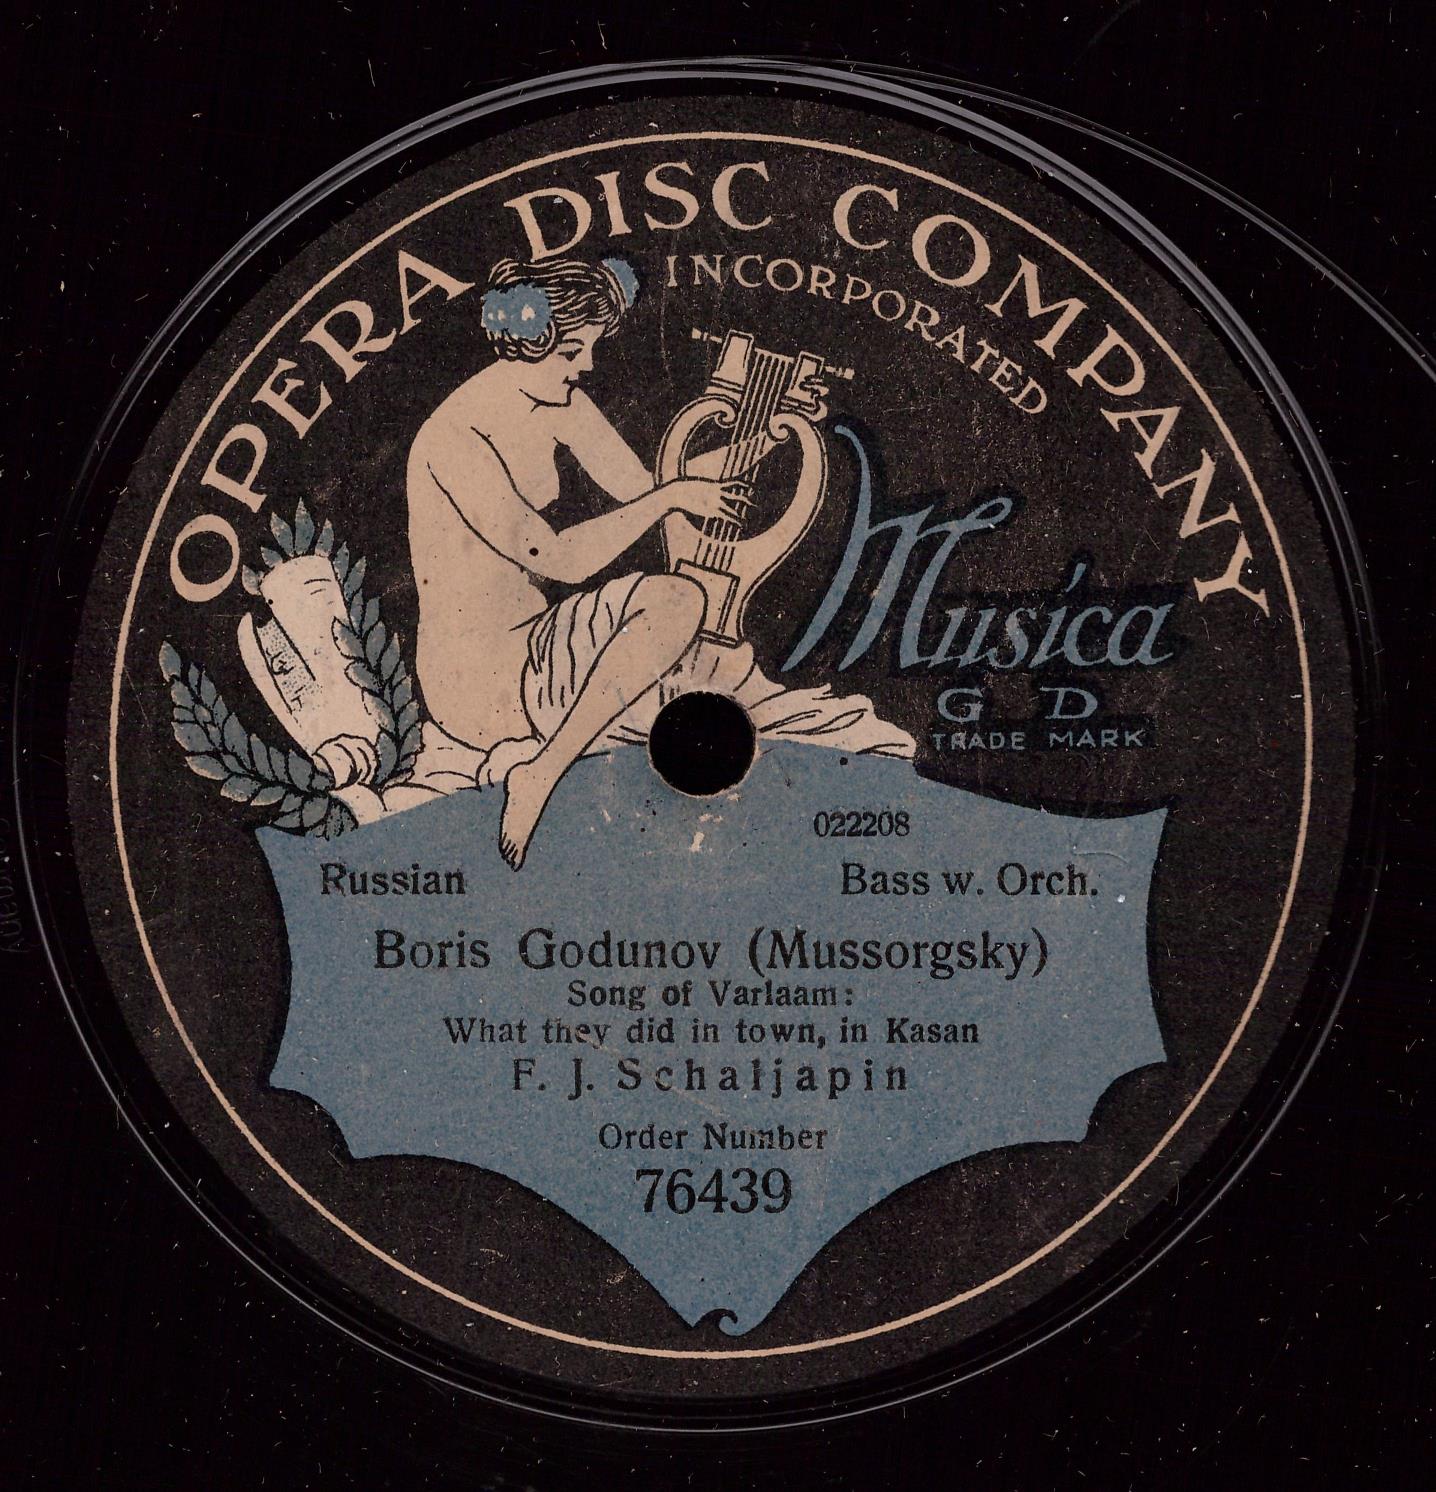 OPERA DISC COMPANY
INCORPORATED
Musica
G D
TRADE MARK
022208
Russian Bass w. Orch.
Boris Godunov (Mussorgsky)
Song of Varlaam:
What they did in town, in Kasan
F. J. Schaljapin
Order Number
76439